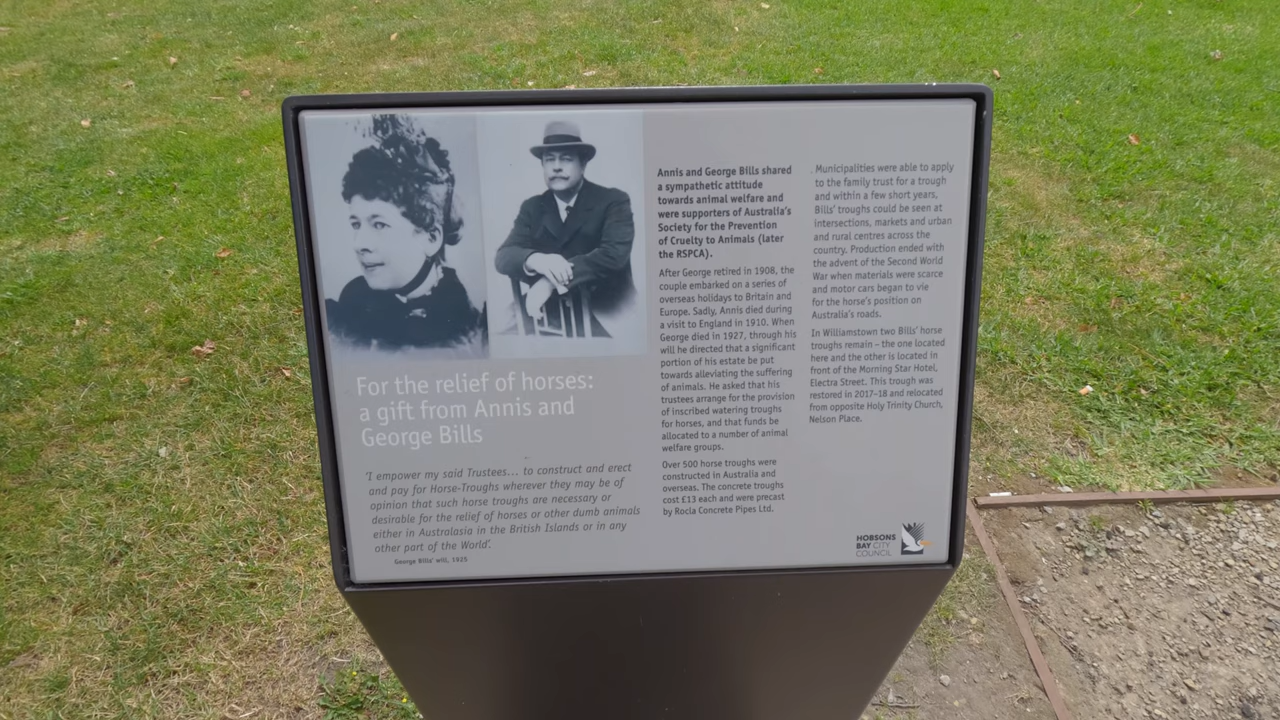 For the relief of horses:
a gift from Annis and
George Bills
'I empower my said Trustees... to construct and erect
and pay for Horse-Troughs wherever they may be of
opinion that such horse troughs are necessary or
desirable for the relief of horses or other dumb animals
either in Australasia in the British Islands or in any
other part of the World'.
George Bills' will, 1925
Annis and George Bills shared
a sympathetic attitude
towards animal welfare and
were supporters of Australia's
Society for the Prevention
of Cruelty to Animals (later
the RSPCA).
After George retired in 1908, the
couple embarked on a series of
overseas holidays to Britain and
Europe. Sadly, Annis died during
a visit to England in 1910. When
George died in 1927, through his
will he directed that a significant
portion of his estate be put
towards alleviating the suffering
of animals. He asked that his
trustees arrange for the provision
of inscribed watering troughs
for horses, and that funds be
allocated to a number of animal
welfare groups.
Over 500 horse troughs were
constructed in Australia and
overseas. The concrete troughs
cost £13 each and were precast
by Rocla Concrete Pipes Ltd.
Municipalities were able to apply
to the family trust for a trough
and within a few short years,
Bills' troughs could be seen at
intersections, markets and urban
and rural centres across the
country. Production ended with
the advent of the Second World
War when materials were scarce
and motor cars began to vie
for the horse's position on
Australia's roads.
In Williamstown two Bills' horse
troughs remain – the one located
here and the other is located in
front of the Morning Star Hotel,
Electra Street. This trough was
restored in 2017-18 and relocated
from opposite Holy Trinity Church,
Nelson Place.
HOBSONS
BAY CITY
COUNCIL